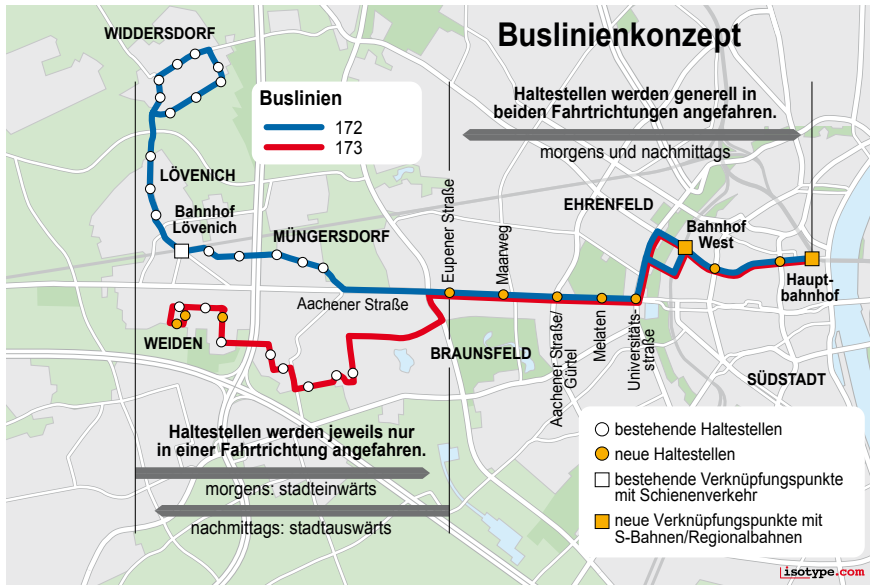 Buslinienkonzept
WIDDERSDORF
Buslinien
172
173
Haltestellen werden generell in
beiden Fahrtrichtungen angefahren.
morgens und nachmittags
LÖVENICH
Bahnhof
Lövenich
MÜNGERSDORF
Aachener Straße
EHRENFELD
Bahnhof
West
Haupt-
bahnhof
Eupener Straße
Maarweg
Aachener Straße/
Gürtel
Melaten
Universitäts-
straße
WEIDEN
BRAUNSFELD
SÜDSTADT
Haltestellen werden jeweils nur
in einer Fahrtrichtung angefahren.
morgens: stadteinwärts
nachmittags: stadtauswärts
bestehende Haltestellen
neue Haltestellen
bestehende Verknüpfungspunkte
mit Schienenverkehr
neue Verknüpfungspunkte mit
S-Bahnen/Regionalbahnen
isotype.com